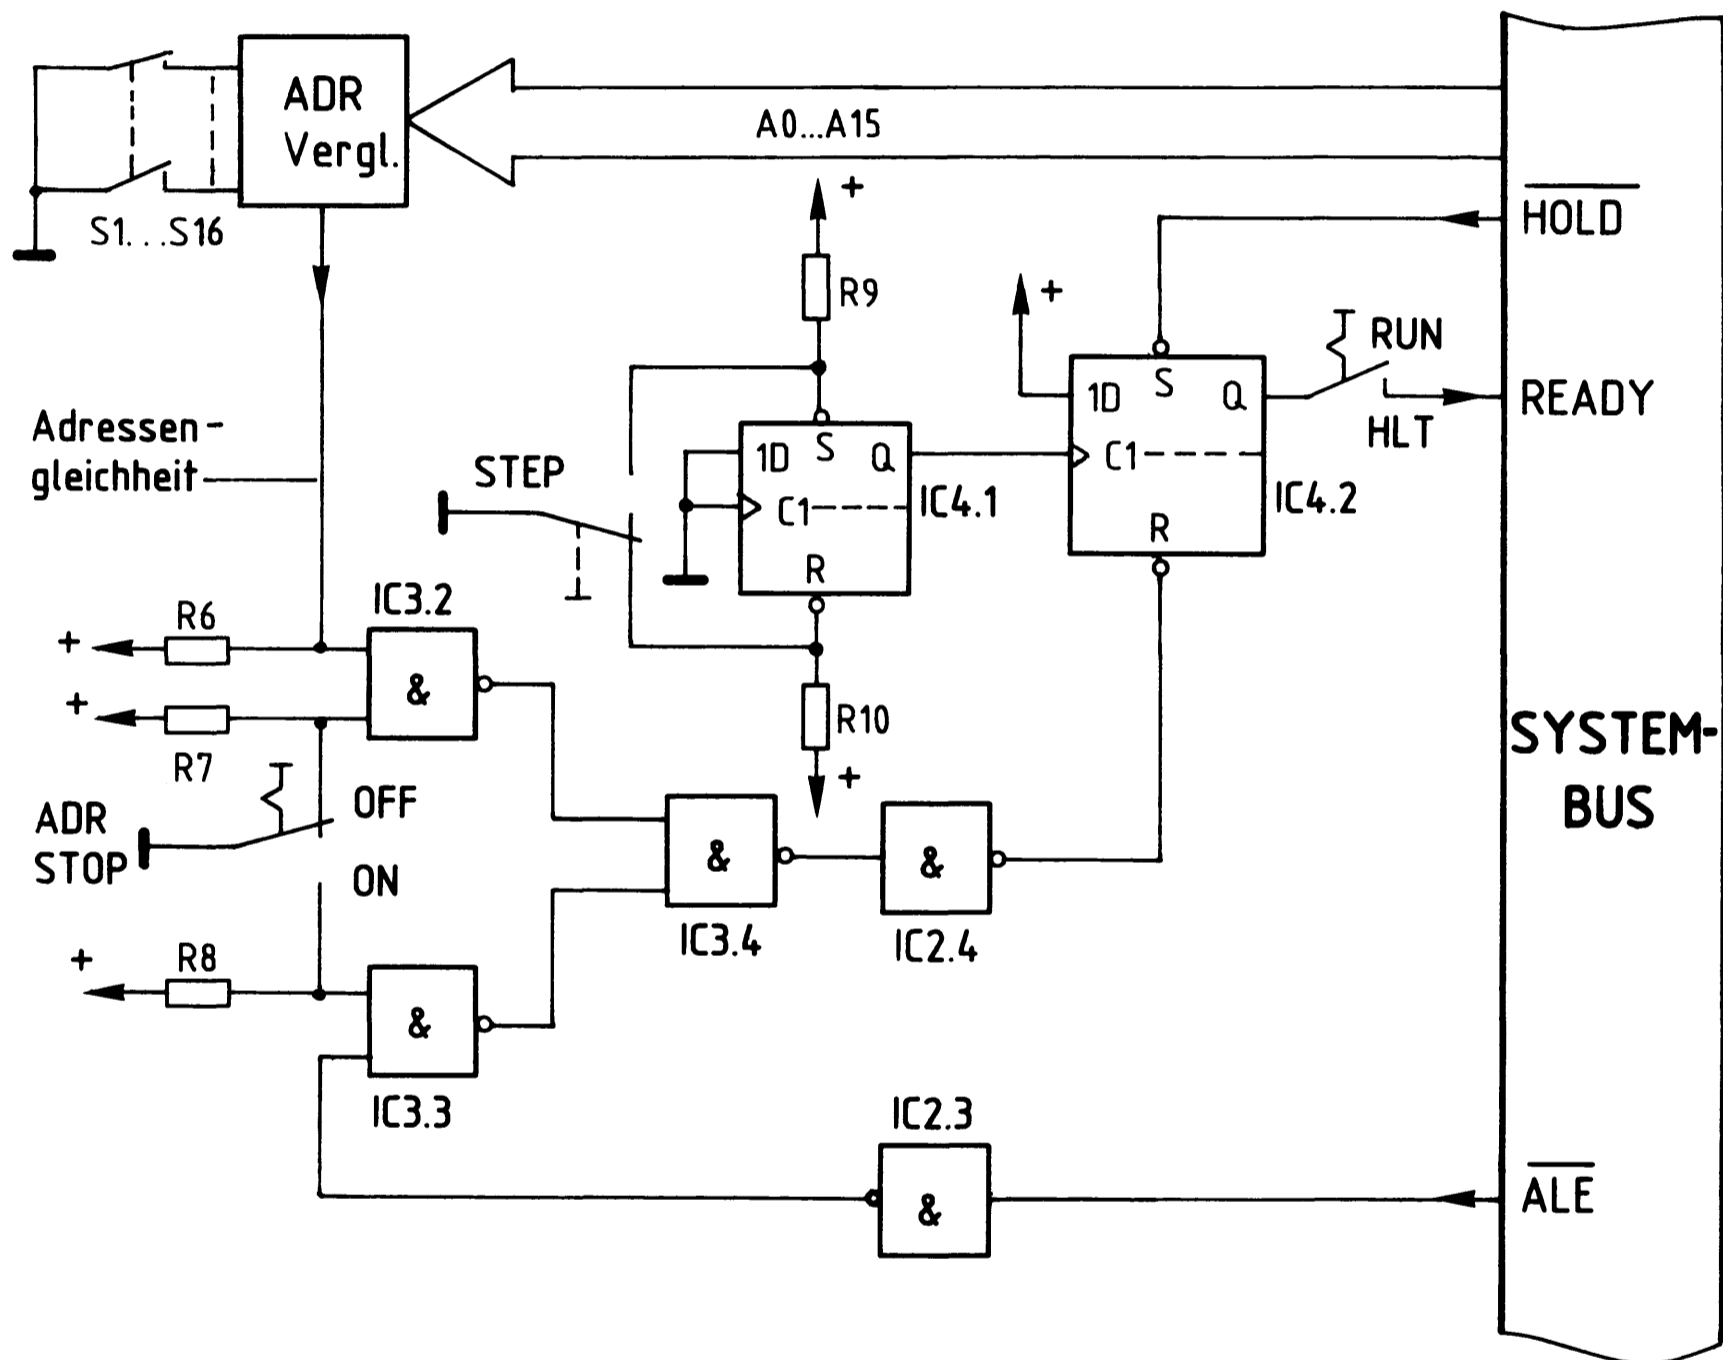 ADR
Vergl.
A0...A15
S1...S16
+
R9
HOLD
+
RUN
READY
HLT
1D S Q
C1
R
IC4.2
Adressen-
gleichheit
STEP
1D S Q
C1
R
IC4.1
IC3.2
+ R6
&
+
R7
R10
+
SYSTEM-
BUS
ADR
STOP
OFF
ON
&
IC3.4
&
IC2.4
+ R8
&
IC3.3
IC2.3
&
ALE